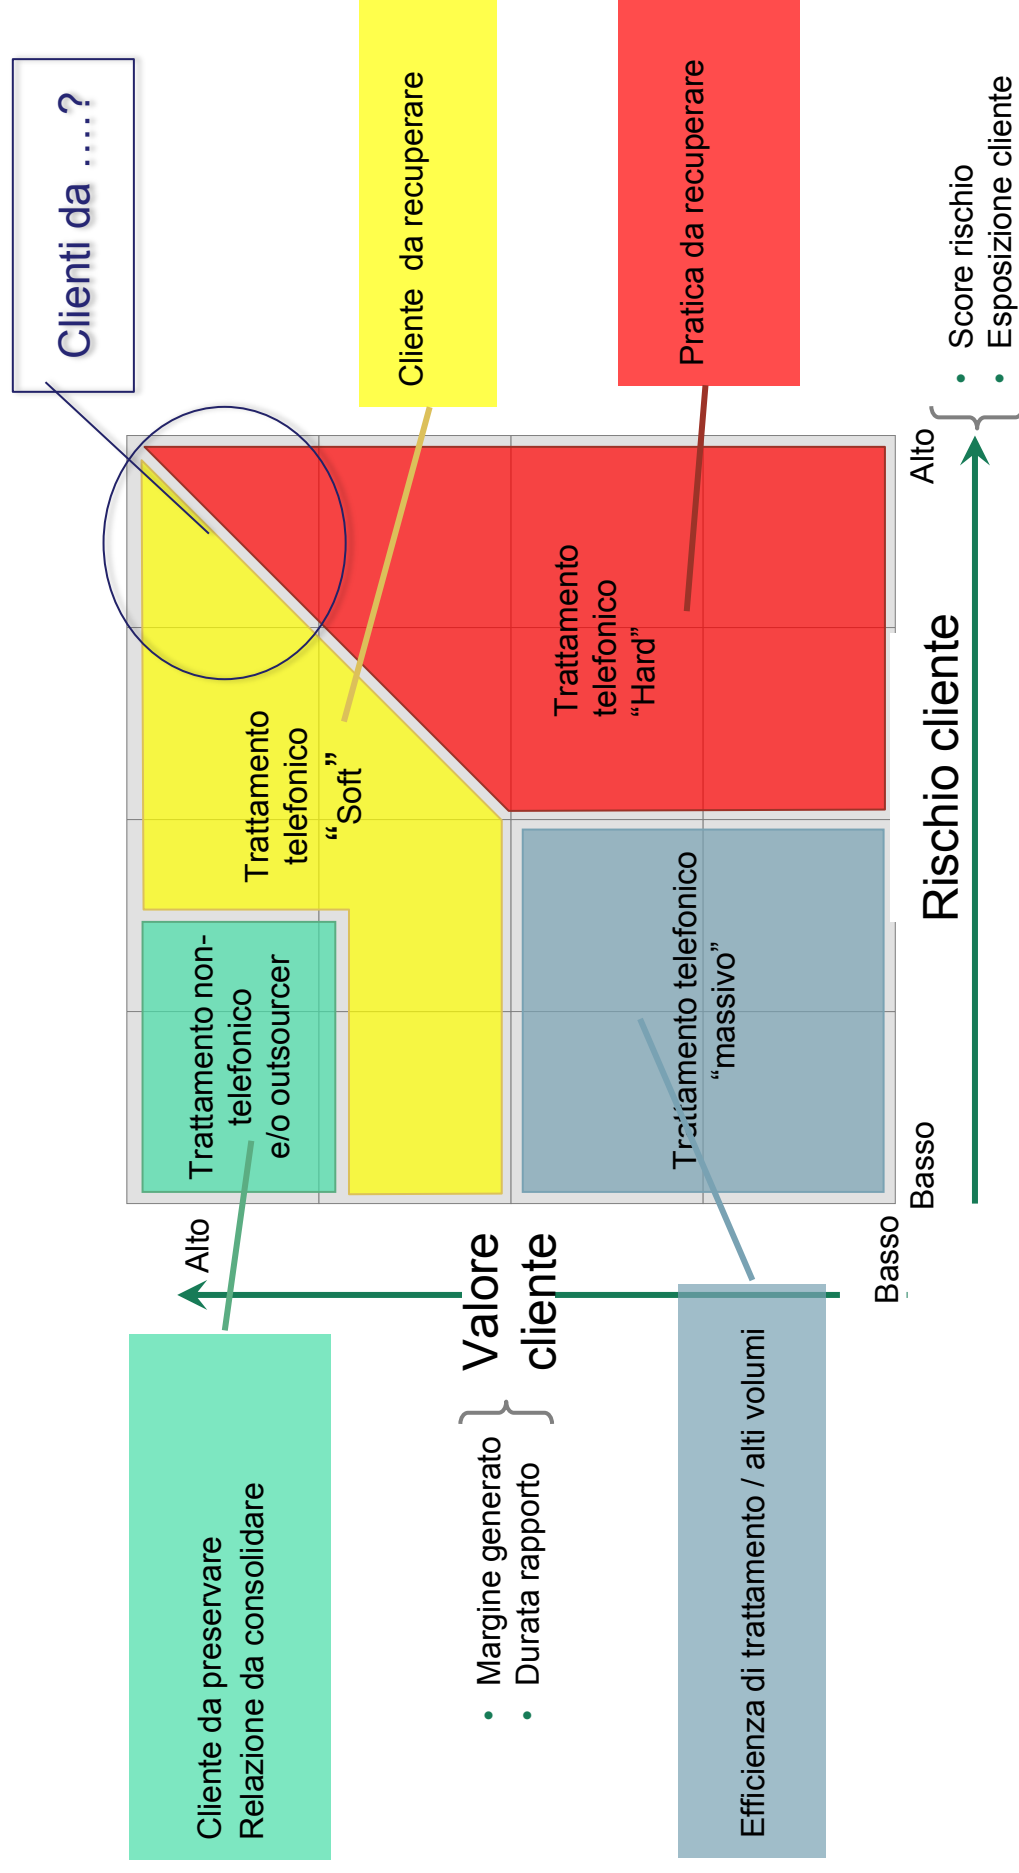 Clienti da ....?
Cliente da preservare
Relazione da consolidare
Alto
Trattamento non-
telefonico
e/o outsourcer
Trattamento
telefonico
“Soft”
Cliente  da recuperare
Valore
cliente
• Margine generato
• Durata rapporto
Trattamento
telefonico
“Hard”
Pratica da recuperare
Trattamento telefonico
“massivo”
Efficienza di trattamento / alti volumi
Basso
Basso
Alto
Rischio cliente
• Score rischio
• Esposizione cliente